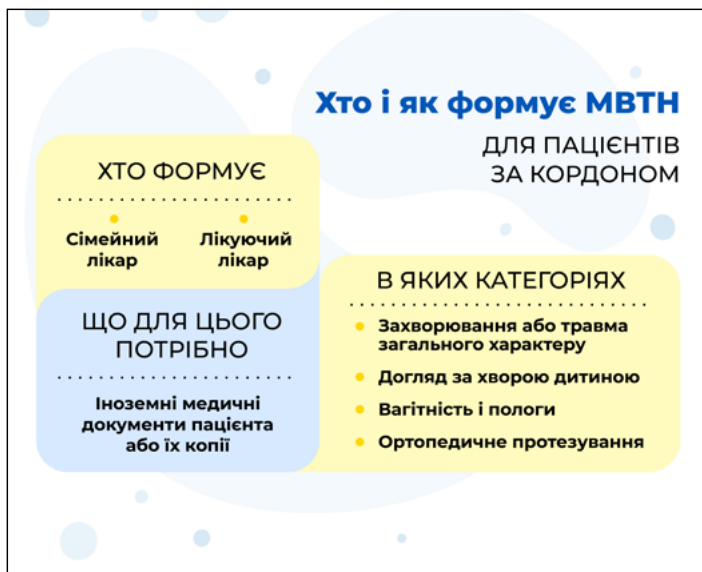 Хто і як формує МВТН
ДЛЯ ПАЦІЄНТІВ
ЗА КОРДОНОМ
ХТО ФОРМУЄ
Сімейний
лікар
Лікуючий
лікар
ЩО ДЛЯ ЦЬОГО
ПОТРІБНО
Іноземні медичні
документи пацієнта
або їх копії
В ЯКИХ КАТЕГОРІЯХ
Захворювання або травма
загального характеру
Догляд за хворою дитиною
Вагітність і пологи
Ортопедичне протезування